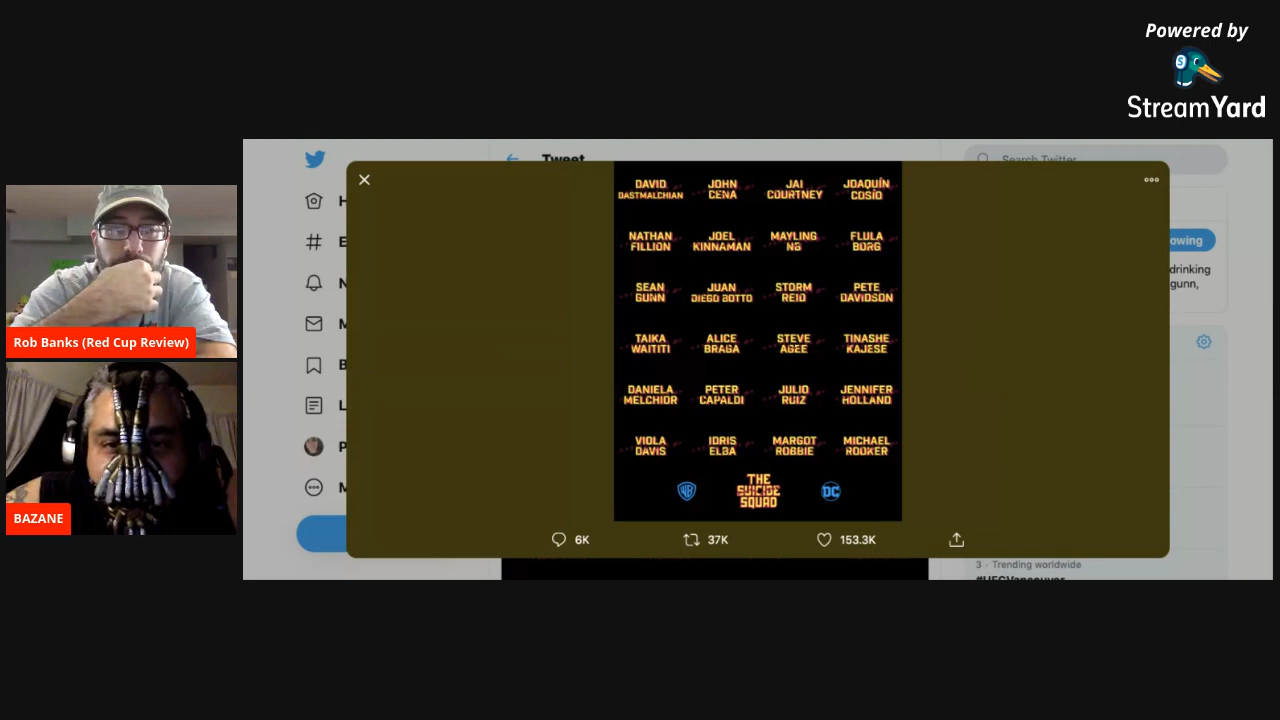 Powered by
StreamYard
Tweet
Search Twitter
DAVID
DASTMALCHIAN
JOHN
CENA
JAI
COURTNEY
JOAQUÍN
COSÍO
NATHAN
FILLION
JOEL
KINNAMAN
MAYLING
NG
FLULA
BORG
SEAN
GUNN
JUAN
DIEGO BOTTO
STORM
REID
PETE
DAVIDSON
TAIKA
WAITITI
ALICE
BRAGA
STEVE
AGEE
TINASHE
KAJESE
DANIELA
MELCHIOR
PETER
CAPALDI
JULIO
RUIZ
JENNIFER
HOLLAND
VIOLA
DAVIS
IDRIS
ELBA
MARGOT
ROBBIE
MICHAEL
ROOKER
WB
THE
SUICIDE
SQUAD
DC
6K
37K
153.3K
H
E
N
M
B
L
P
M
owing
drinking
gunn,
3 · Trending worldwide
#UFCVancouver
Rob Banks (Red Cup Review)
BAZANE